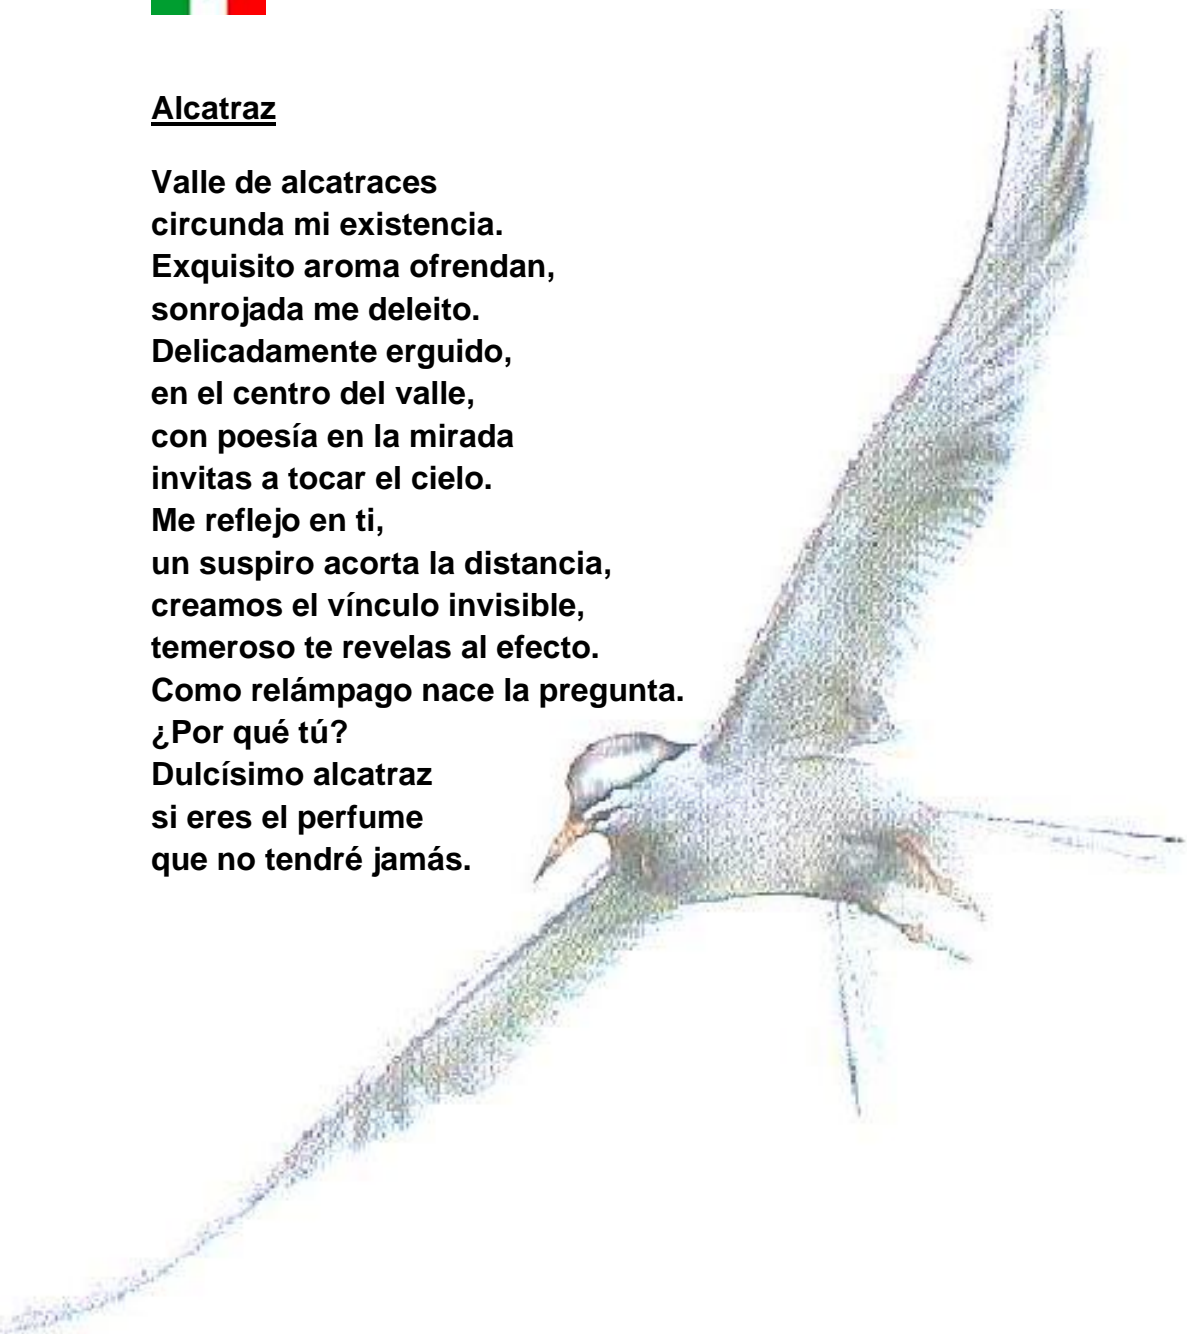 Alcatraz
Valle de alcatraces
circunda mi existencia.
Exquisito aroma ofrendan,
sonrojada me deleito.
Delicadamente erguido,
en el centro del valle,
con poesía en la mirada
invitas a tocar el cielo.
Me reflejo en ti,
un suspiro acorta la distancia,
creamos el vínculo invisible,
temeroso te revelas al efecto.
Como relámpago nace la pregunta.
¿Por qué tú?
Dulcísimo alcatraz
si eres el perfume
que no tendré jamás.